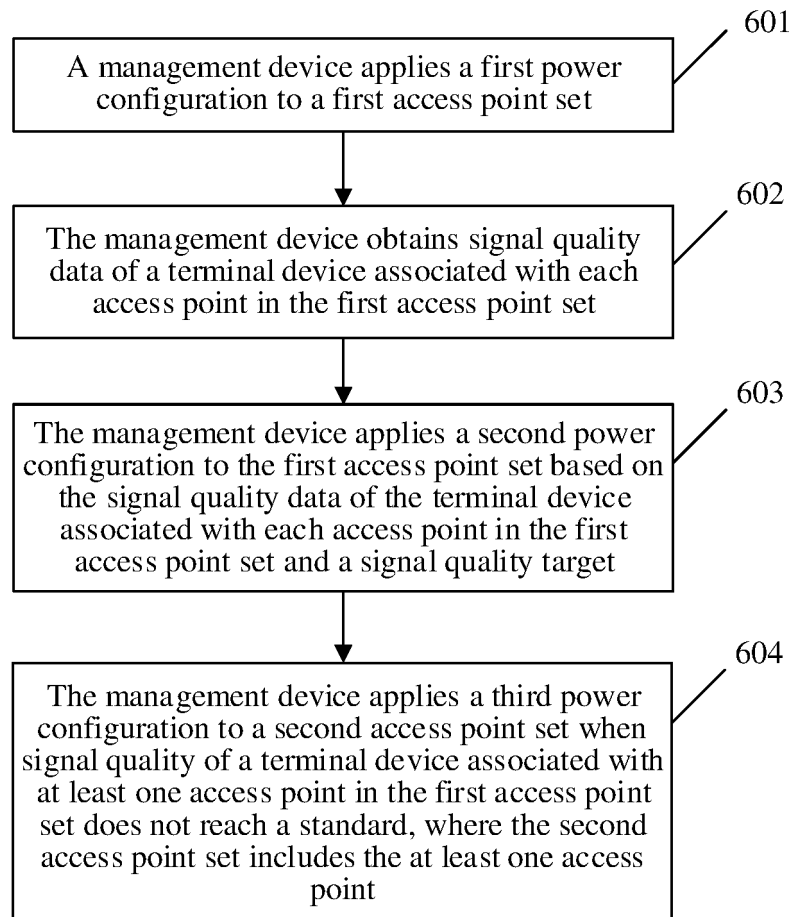 601
A management device applies a first power
configuration to a first access point set
602
The management device obtains signal quality
data of a terminal device associated with each
access point in the first access point set
603
The management device applies a second power
configuration to the first access point set based on
the signal quality data of the terminal device
associated with each access point in the first
access point set and a signal quality target
604
The management device applies a third power
configuration to a second access point set when
signal quality of a terminal device associated with
at least one access point in the first access point
set does not reach a standard, where the second
access point set includes the at least one access
point